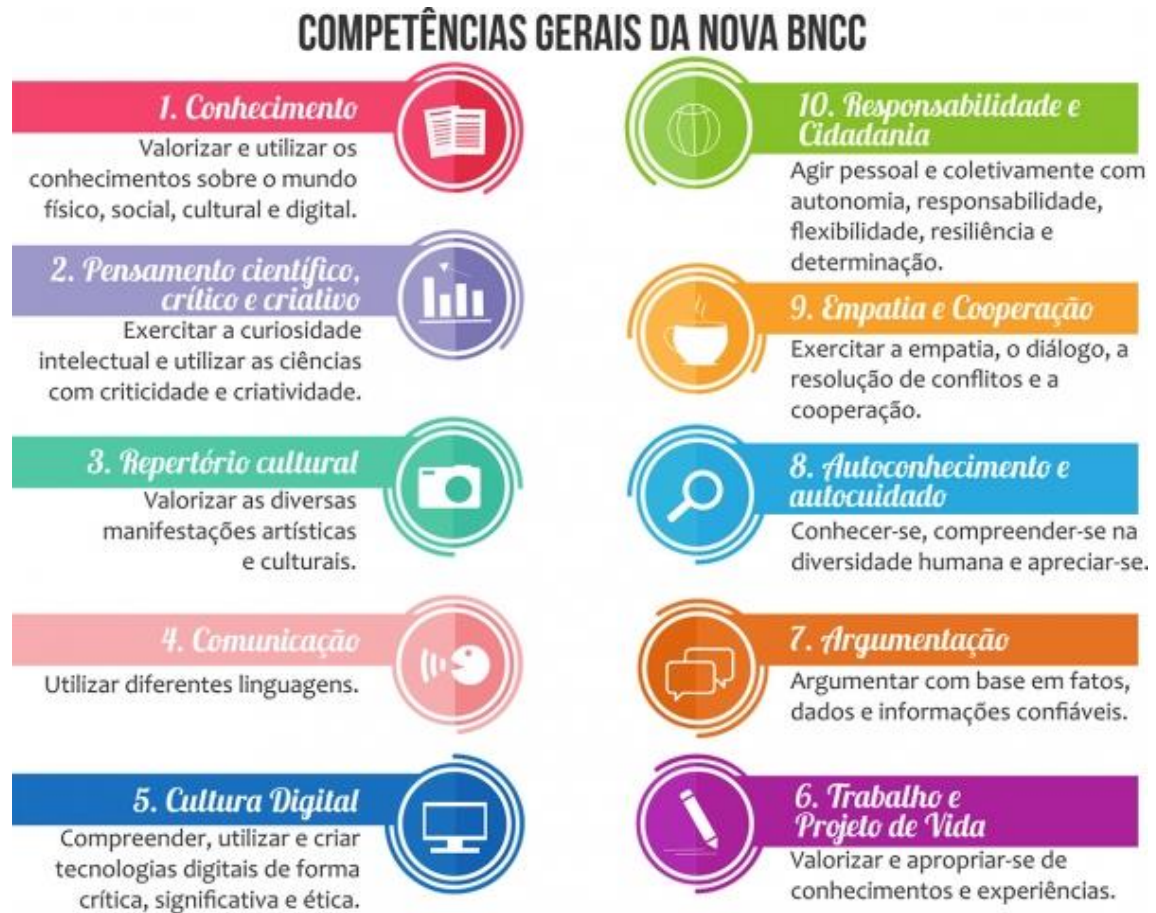 COMPETÊNCIAS GERAIS DA NOVA BNCC
1. Conhecimento
Valorizar e utilizar os
conhecimentos sobre o mundo
físico, social, cultural e digital.
2. Pensamento científico,
crítico e criativo
Exercitar a curiosidade
intelectual e utilizar as ciências
com criticidade e criatividade.
3. Repertório cultural
Valorizar as diversas
manifestações artísticas
e culturais.
4. Comunicação
Utilizar diferentes linguagens.
5. Cultura Digital
Compreender, utilizar e criar
tecnologias digitais de forma
crítica, significativa e ética.
10. Responsabilidade e
Cidadania
Agir pessoal e coletivamente com
autonomia, responsabilidade,
flexibilidade, resiliência e
determinação.
9. Empatia e Cooperação
Exercitar a empatia, o diálogo, a
resolução de conflitos e a
cooperação.
8. Autoconhecimento e
autocuidado
Conhecer-se, compreender-se na
diversidade humana e apreciar-se.
7. Argumentação
Argumentar com base em fatos,
dados e informações confiáveis.
6. Trabalho e
Projeto de Vida
Valorizar e apropriar-se de
conhecimentos e experiências.